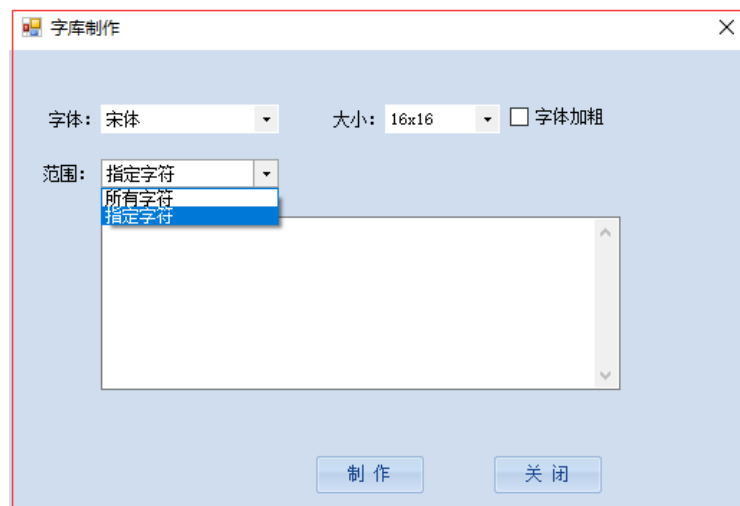 字库制作
字体： 宋体 大小： 16x16 字体加粗
范围： 指定字符
所有字符
指定字符
制 作 关 闭